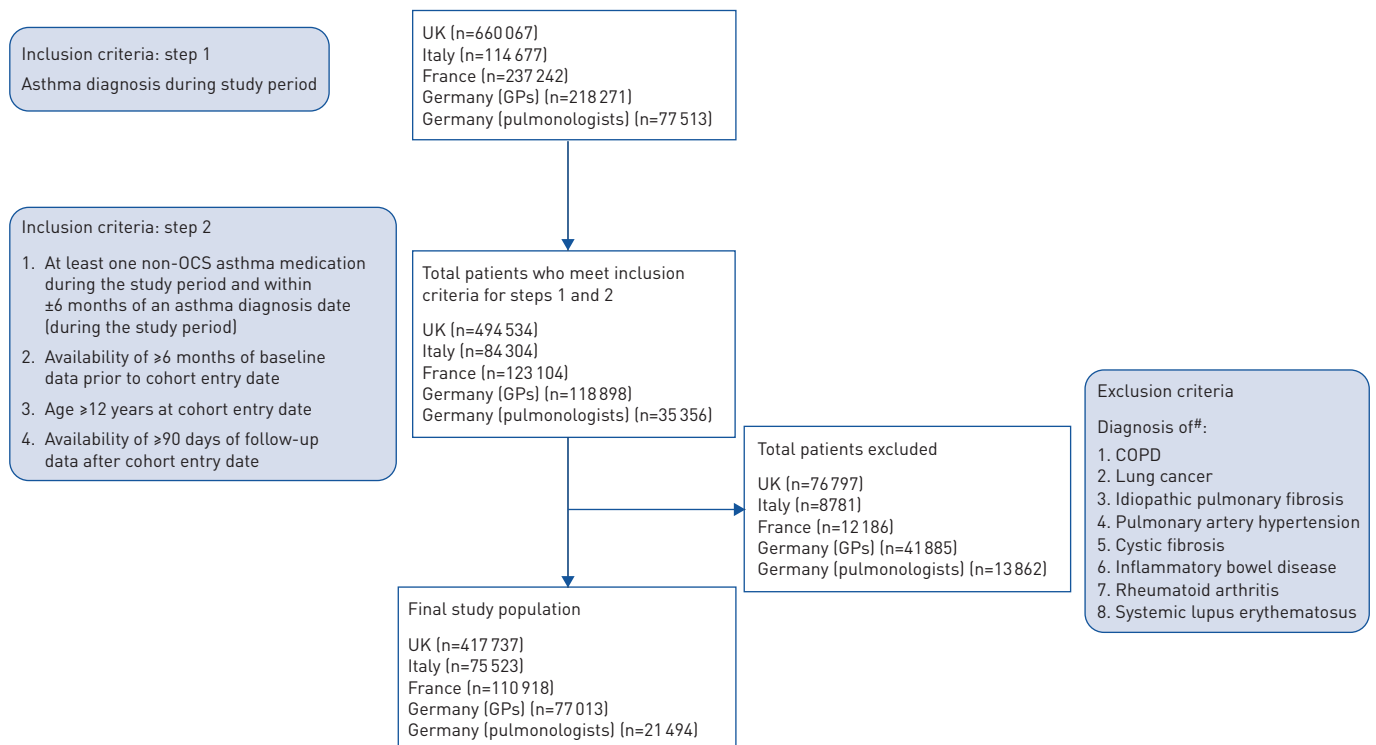 Inclusion criteria: step 1
Asthma diagnosis during study period
UK (n=660 067)
Italy (n=114 677)
France (n=237 242)
Germany (GPs) (n=218 271)
Germany (pulmonologists) (n=77 513)
Inclusion criteria: step 2
1. At least one non-OCS asthma medication
during the study period and within
±6 months of an asthma diagnosis date
(during the study period)
2. Availability of ≥6 months of baseline
data prior to cohort entry date
3. Age ≥12 years at cohort entry date
4. Availability of ≥90 days of follow-up
data after cohort entry date
Total patients who meet inclusion
criteria for steps 1 and 2
UK (n=494 534)
Italy (n=84 304)
France (n=123 104)
Germany (GPs) (n=118 898)
Germany (pulmonologists) (n=35 356)
Total patients excluded
UK (n=76 797)
Italy (n=8781)
France (n=12 186)
Germany (GPs) (n=41 885)
Germany (pulmonologists) (n=13 862)
Exclusion criteria
Diagnosis of#:
1. COPD
2. Lung cancer
3. Idiopathic pulmonary fibrosis
4. Pulmonary artery hypertension
5. Cystic fibrosis
6. Inflammatory bowel disease
7. Rheumatoid arthritis
8. Systemic lupus erythematosus
Final study population
UK (n=417 737)
Italy (n=75 523)
France (n=110 918)
Germany (GPs) (n=77 013)
Germany (pulmonologists) (n=21 494)